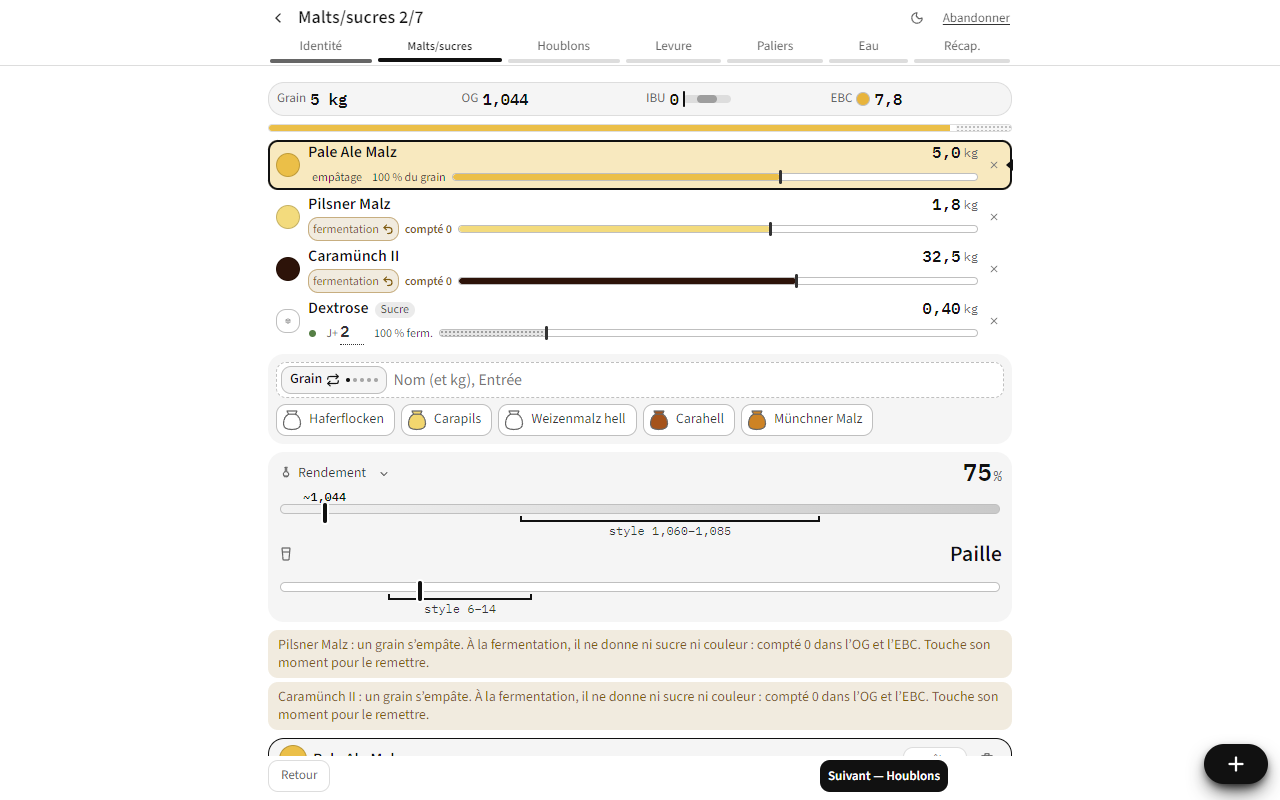 Malts/sucres 2/7
Abandonner
Identité
Malts/sucres
Houblons
Levure
Paliers
Eau
Récap.
Grain 5 kg
OG 1,044
IBU 0
EBC 7,8
Pale Ale Malz
5,0 kg
empâtage 100 % du grain
×
Pilsner Malz
1,8 kg
fermentation compté 0
×
Caramünch II
32,5 kg
fermentation compté 0
×
Dextrose Sucre
0,40 kg
J+ 2 100 % ferm.
×
Grain Nom (et kg), Entrée
Haferflocken
Carapils
Weizenmalz hell
Carahell
Münchner Malz
Rendement
75 %
~1,044
style 1,060–1,085
Paille
style 6–14
Pilsner Malz : un grain s’empâte. À la fermentation, il ne donne ni sucre ni couleur : compté 0 dans l’OG et l’EBC. Touche son
moment pour le remettre.
Caramünch II : un grain s’empâte. À la fermentation, il ne donne ni sucre ni couleur : compté 0 dans l’OG et l’EBC. Touche son
moment pour le remettre.
Retour
Suivant — Houblons
+